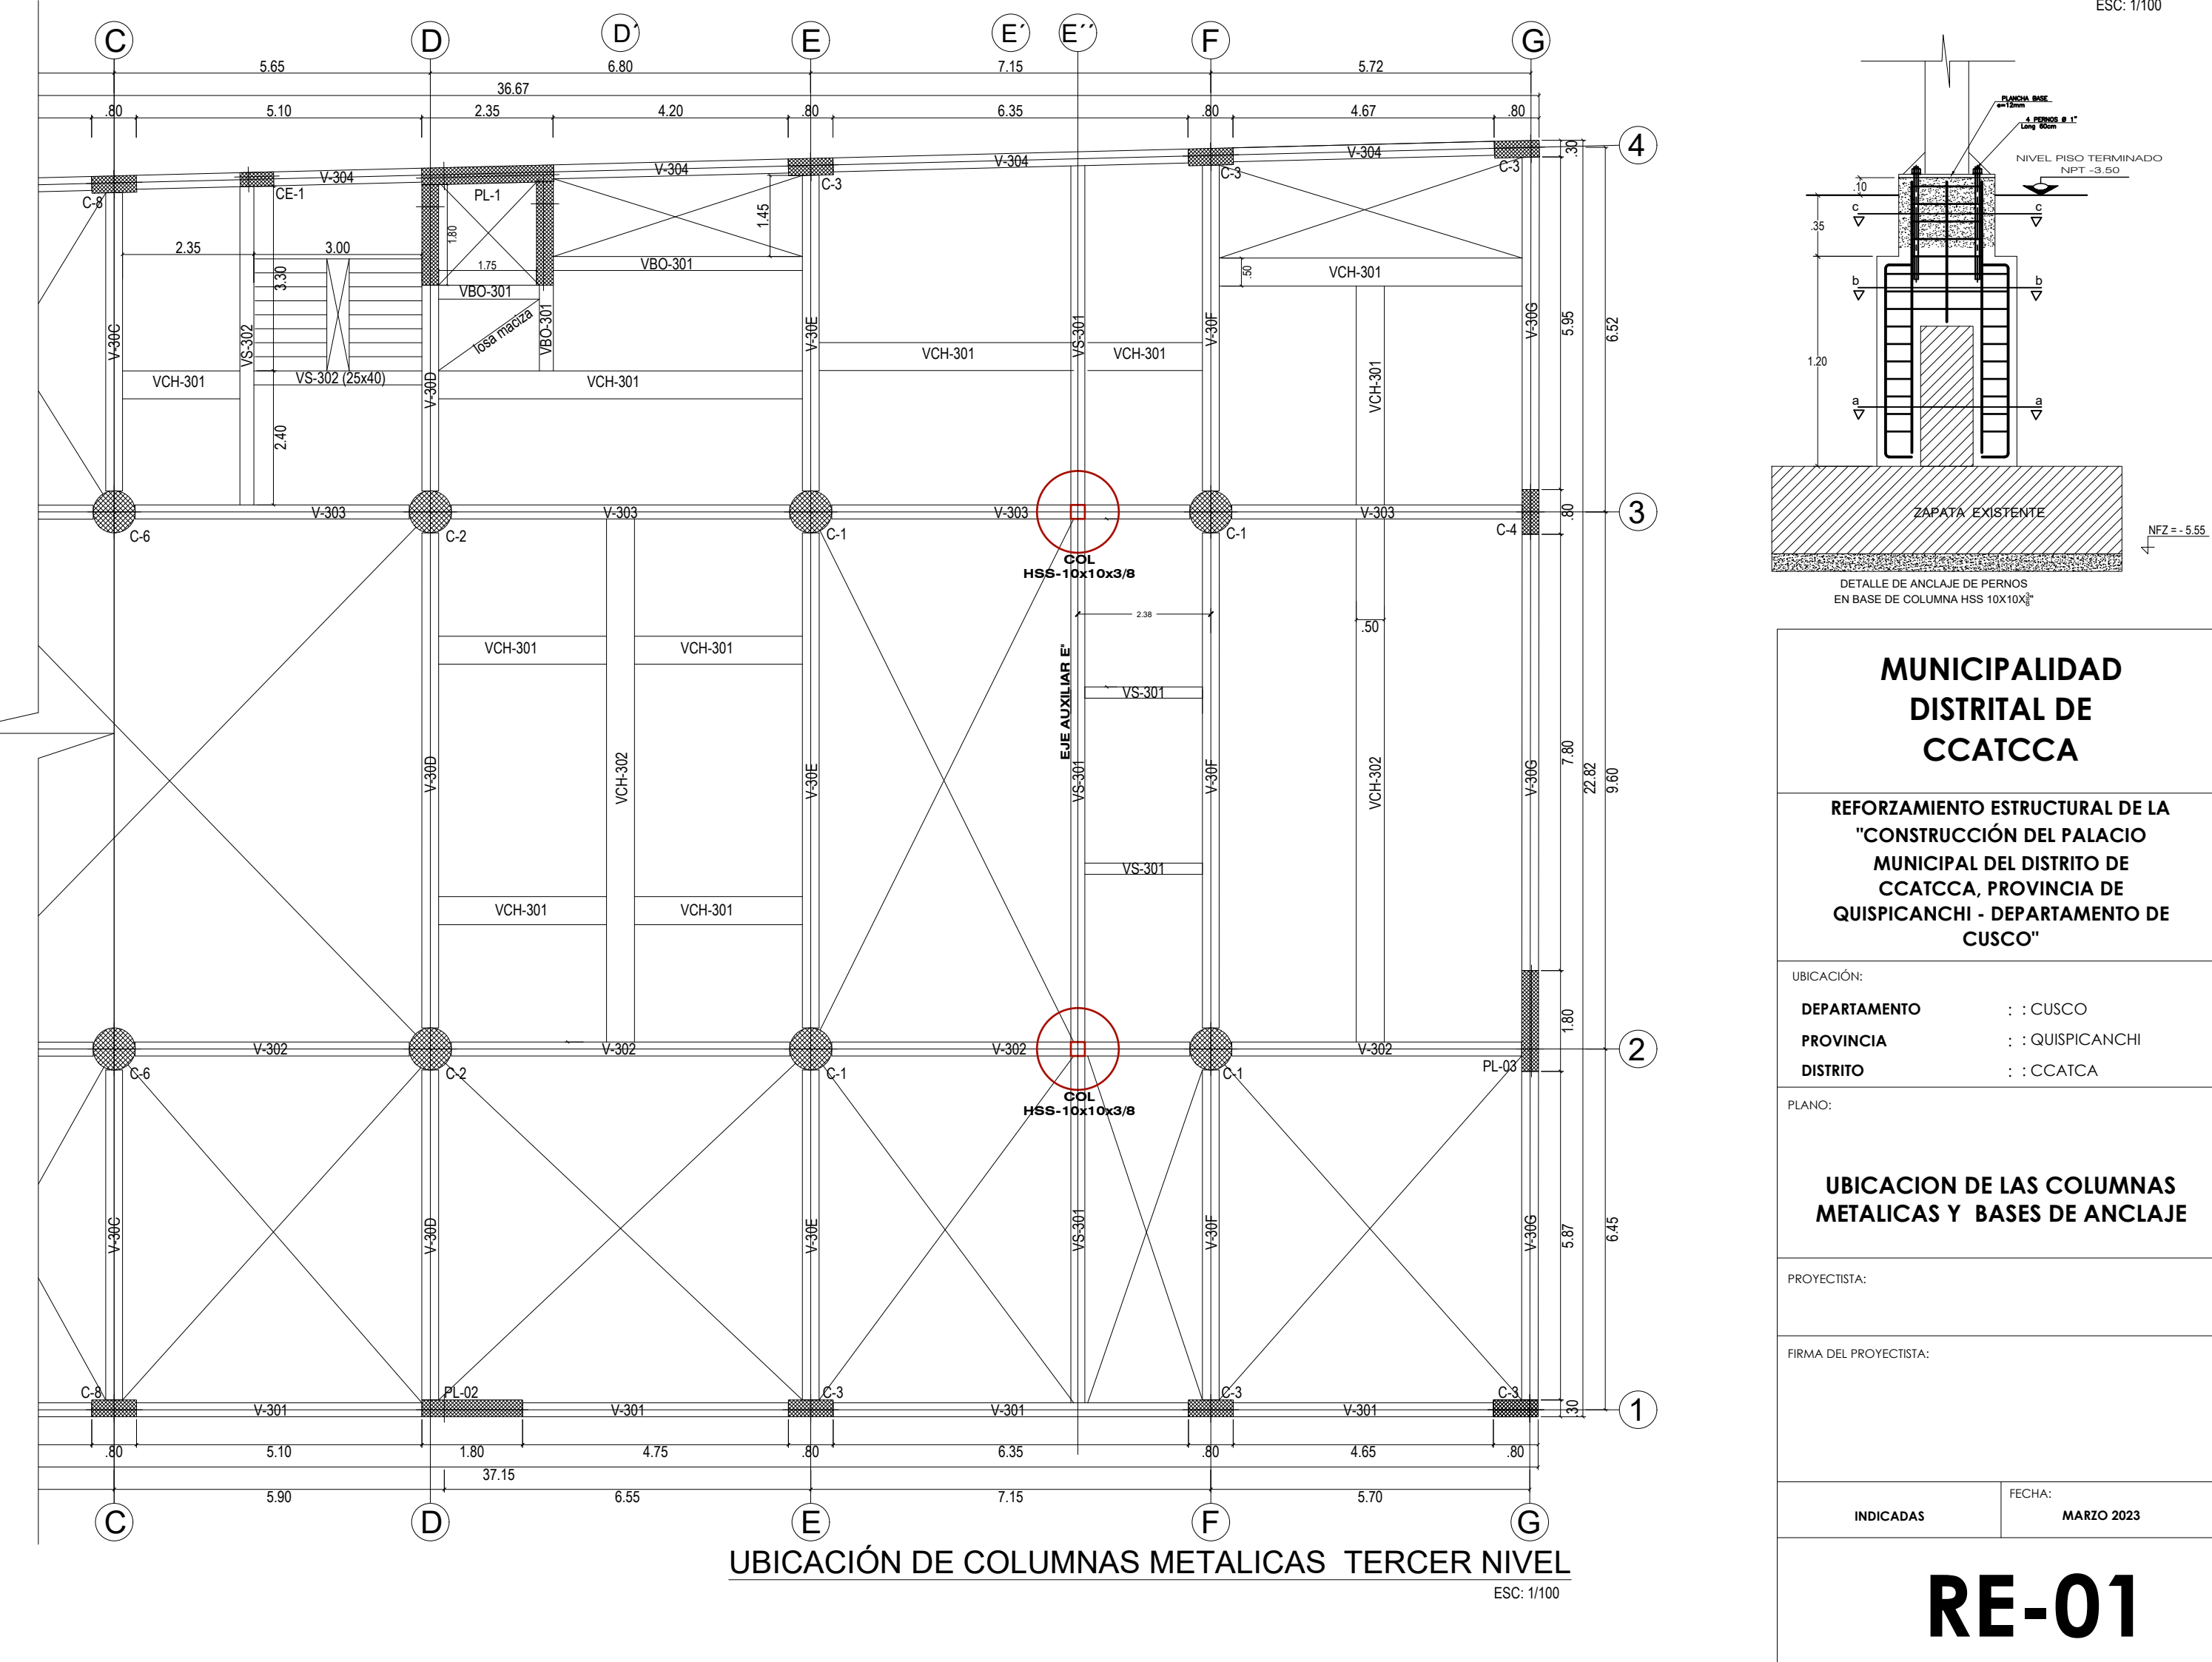 C
D
D´
E
E´
E´´
F
G
5.65
6.80
7.15
5.72
36.67
.80
5.10
2.35
4.20
.80
6.35
.80
4.67
.80
4
V-304
V-304
V-304
V-304
.30
C-8
CE-1
PL-1
C-3
C-3
C-3
1.80
1.45
2.35
3.00
1.75
VBO-301
.50
VCH-301
3.30
VBO-301
losa maciza
VBO-301
V-30C
VS-302
V-30D
V-30E
VS-301
V-30F
V-30G
5.95
6.52
VCH-301
VS-302 (25x40)
VCH-301
VCH-301
VCH-301
VCH-301
2.40
V-303
V-303
V-303
V-303
3
.80
C-6
C-2
C-1
C-1
C-4
COL
HSS-10x10x3/8
2.38
.50
VCH-301
VCH-301
EJE AUXILIAR E'
VS-301
V-30D
VCH-302
V-30E
VS-301
V-30F
VCH-302
V-30G
7.80
22.82
9.60
VS-301
VCH-301
VCH-301
1.80
V-302
V-302
V-302
V-302
2
C-6
C-2
C-1
C-1
PL-03
COL
HSS-10x10x3/8
V-30C
V-30D
V-30E
VS-301
V-30F
V-30G
5.87
6.45
C-8
PL-02
C-3
C-3
C-3
V-301
V-301
V-301
V-301
.30
1
.80
5.10
1.80
4.75
.80
6.35
.80
4.65
.80
37.15
5.90
6.55
7.15
5.70
C
D
E
F
G
UBICACIÓN DE COLUMNAS METALICAS TERCER NIVEL
ESC: 1/100
ESC: 1/100
PLANCHA BASE
e=12mm
4 PERNOS Ø 1"
Long 60cm
NIVEL PISO TERMINADO
NPT -3.50
.10
c
c
.35
b
b
1.20
a
a
ZAPATA EXISTENTE
NFZ = - 5.55
DETALLE DE ANCLAJE DE PERNOS
EN BASE DE COLUMNA HSS 10X10X3/8"
MUNICIPALIDAD
DISTRITAL DE
CCATCCA
REFORZAMIENTO ESTRUCTURAL DE LA
"CONSTRUCCIÓN DEL PALACIO
MUNICIPAL DEL DISTRITO DE
CCATCCA, PROVINCIA DE
QUISPICANCHI - DEPARTAMENTO DE
CUSCO"
UBICACIÓN:
DEPARTAMENTO : : CUSCO
PROVINCIA : : QUISPICANCHI
DISTRITO : : CCATCA
PLANO:
UBICACION DE LAS COLUMNAS
METALICAS Y BASES DE ANCLAJE
PROYECTISTA:
FIRMA DEL PROYECTISTA:
INDICADAS
FECHA:
MARZO 2023
RE-01